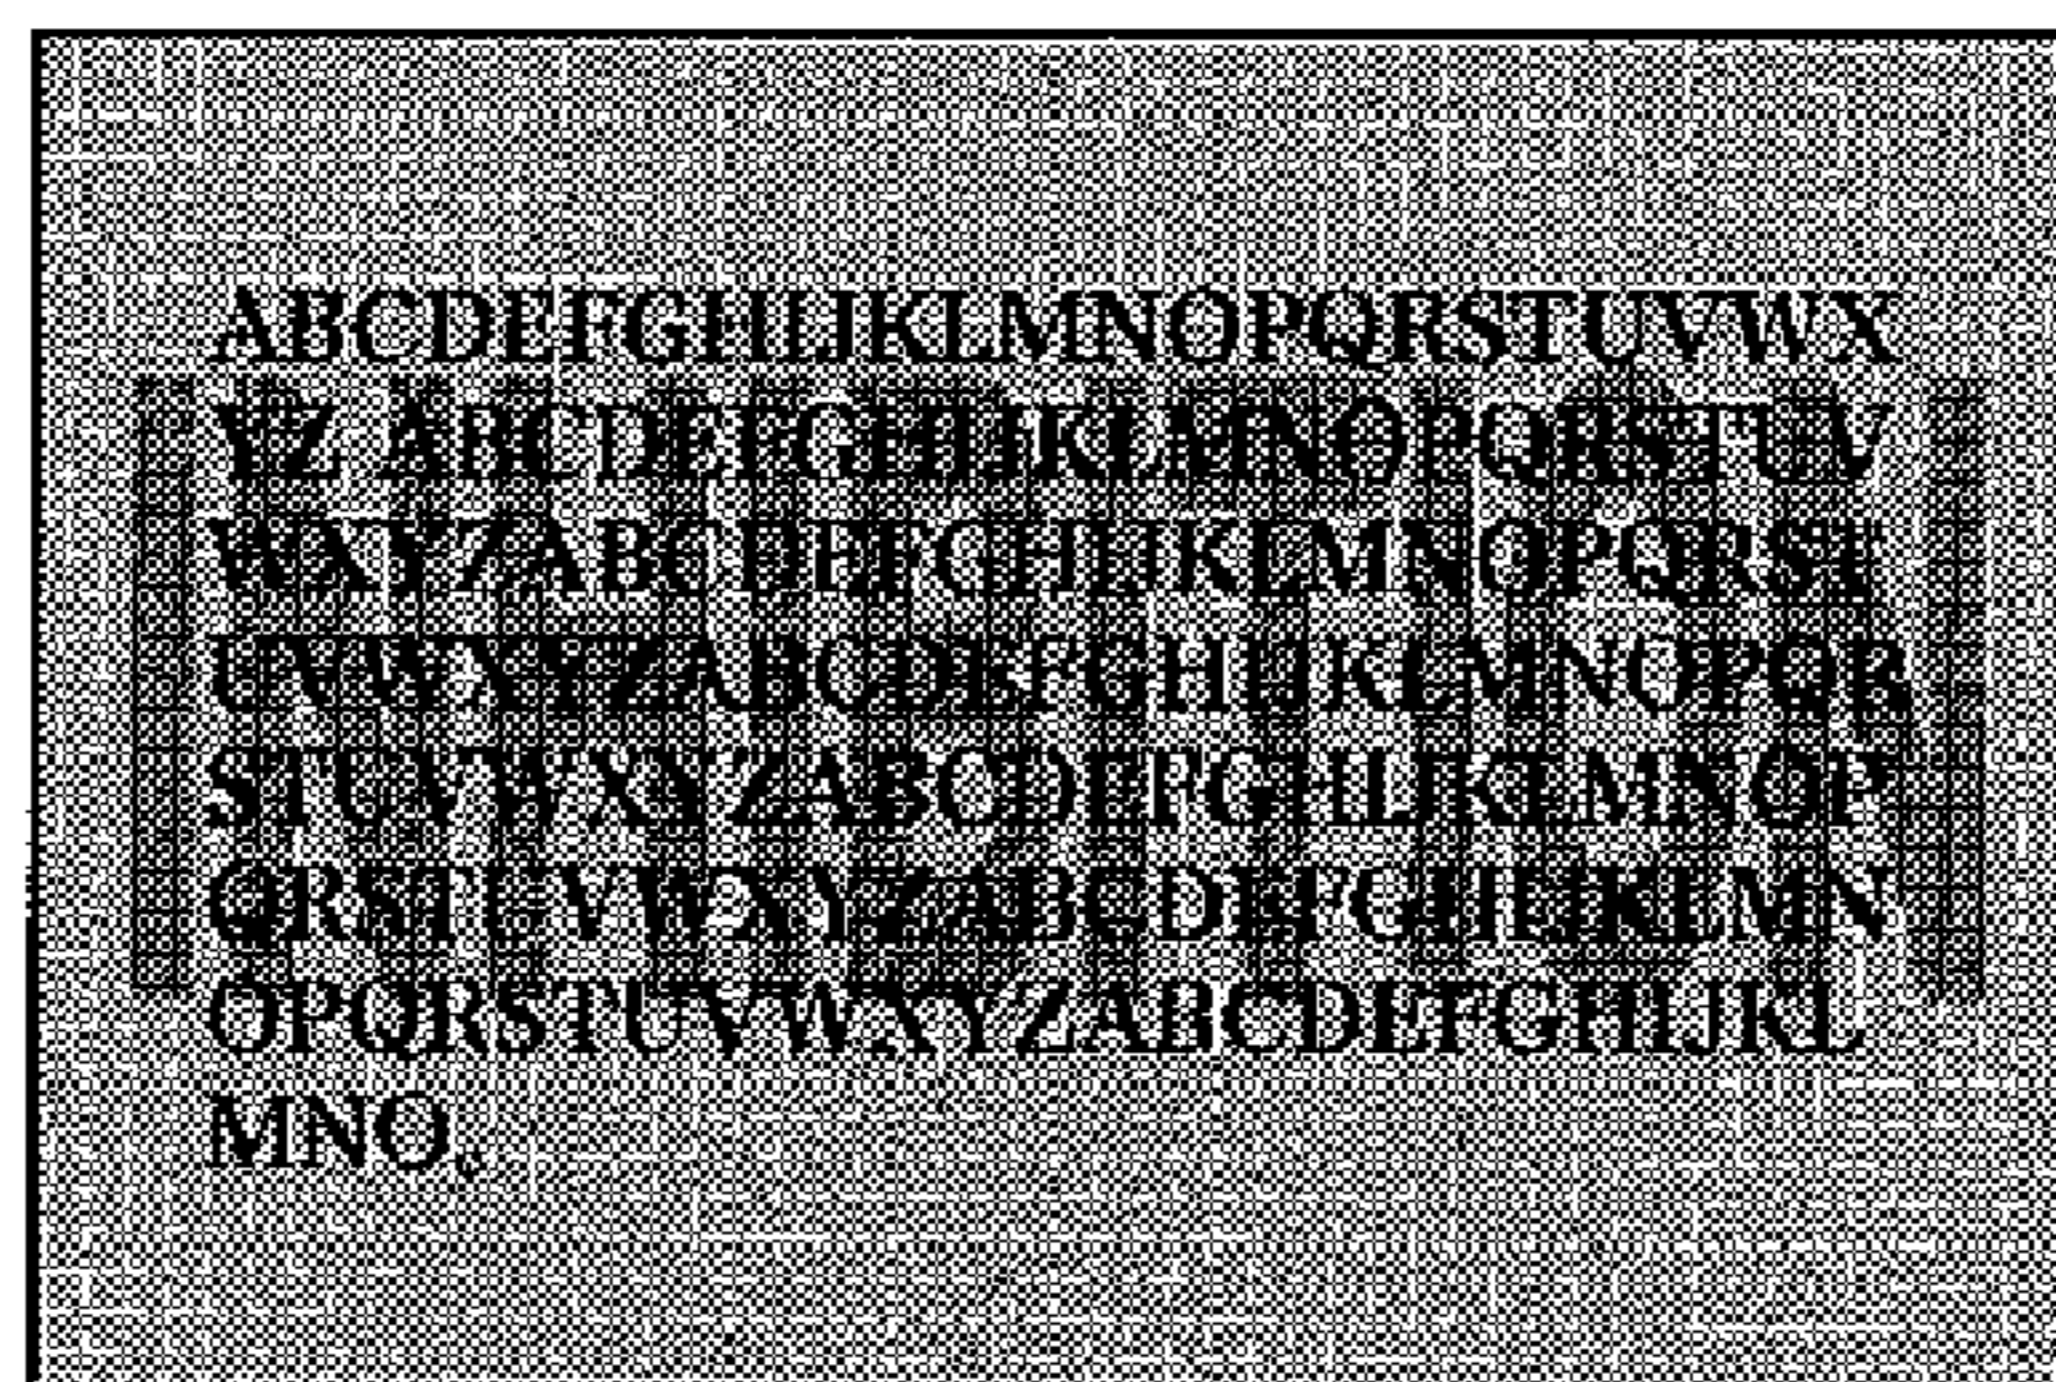 ABCDEFGHIJKLMNOPQRSTUVWX
YZ ABCDEFGHIJKLMNOPQRSTUV
WXYZABCDEFGHIJKLMNOPQRST
UVWXYZABCDEFGHIJKLMNOPQR
STUVWXYZABCDEFGHIJKLMNOP
QRSTUVWXYZABCDEFGHIJKLMN
OPQRSTUVWXYZABCDEFGHIJKL
MNO.